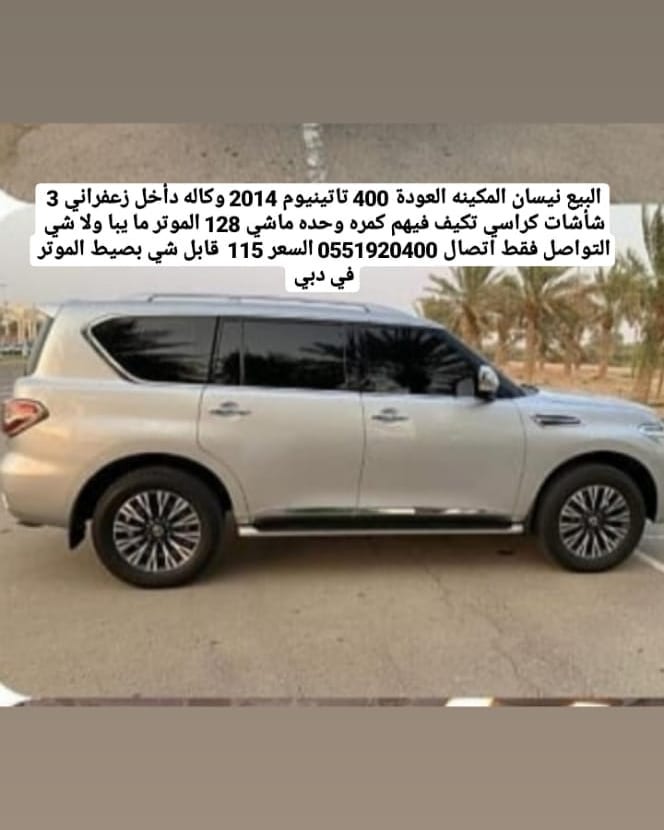 البيع نيسان المكينه العودة 400 تاتينيوم 2014 وكاله دأخل زعفراني 3
شأشات كراسي تكيف فيهم كمره وحده ماشي 128 الموتر ما يبا ولا شي
التواصل فقط اتصال 0551920400 السعر 115 قابل شي بصيط الموتر
في دبي